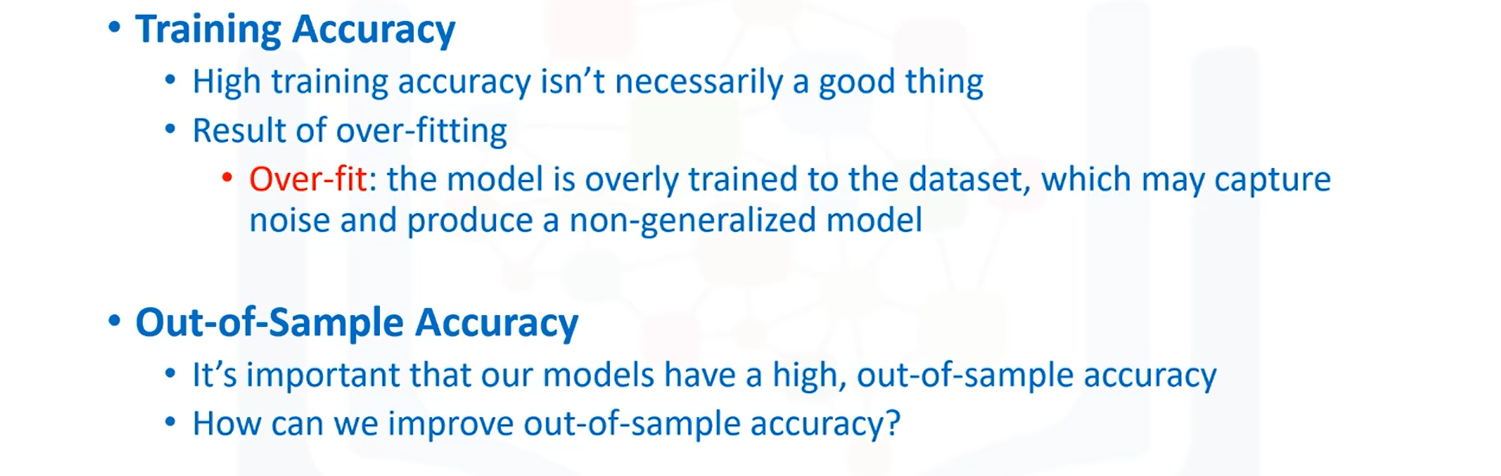 • Training Accuracy
• High training accuracy isn’t necessarily a good thing
• Result of over-fitting
• Over-fit: the model is overly trained to the dataset, which may capture
noise and produce a non-generalized model
• Out-of-Sample Accuracy
• It’s important that our models have a high, out-of-sample accuracy
• How can we improve out-of-sample accuracy?